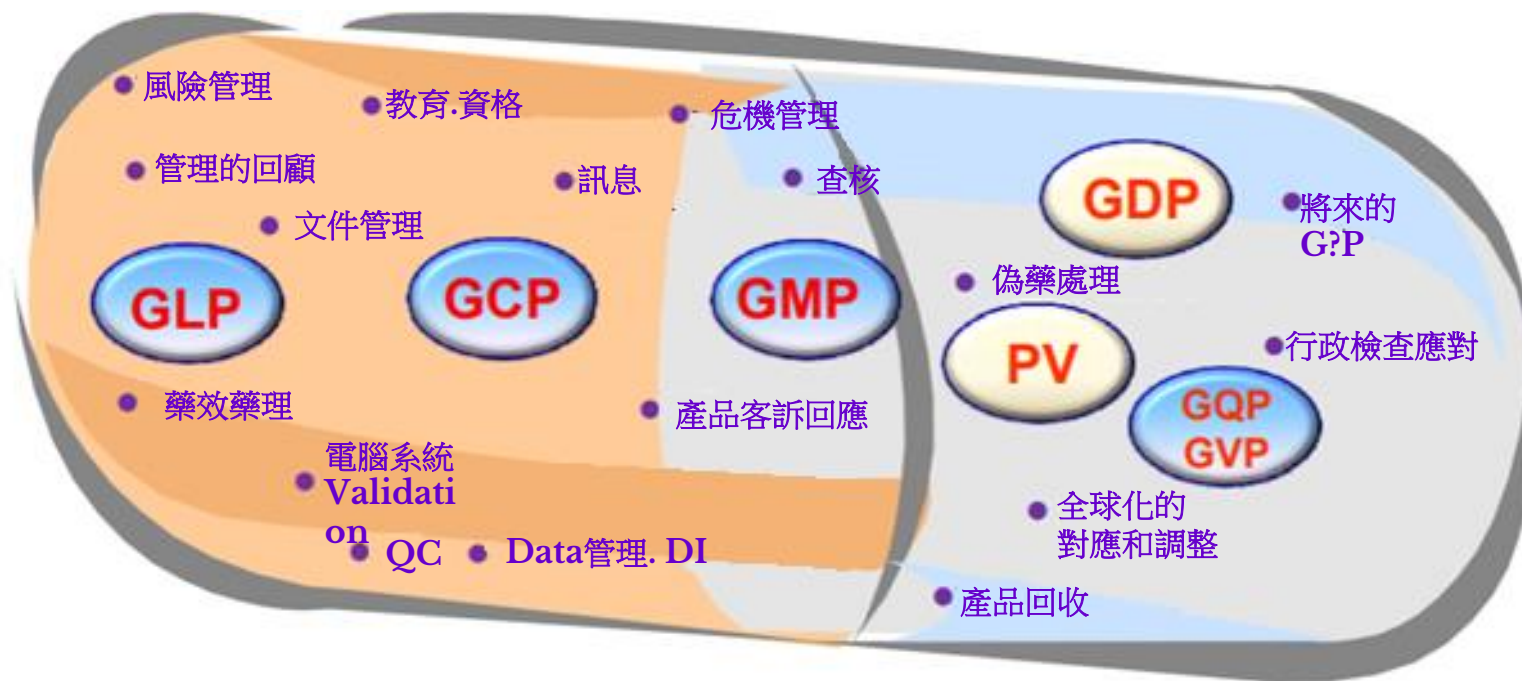 風險管理
教育.資格
危機管理
管理的回顧
訊息
查核
GDP
將來的
G?P
文件管理
GLP
GCP
GMP
偽藥處理
PV
行政檢查應對
GQP
GVP
藥效藥理
產品客訴回應
電腦系統
Validati
on
QC
Data管理. DI
全球化的
對應和調整
產品回收